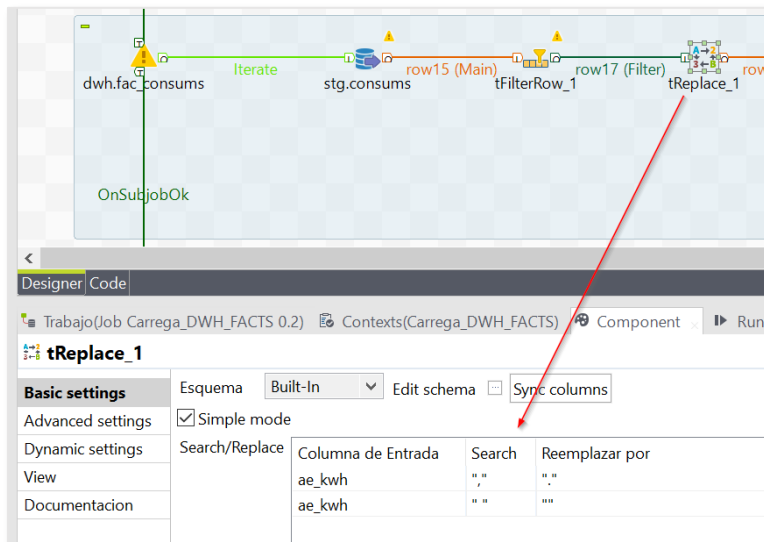 Iterate
row15 (Main)
row17 (Filter)
row
dwh.fac_consums
stg.consums
tFilterRow_1
tReplace_1
OnSubjobOk
Designer Code
Trabajo(Job Carrega_DWH_FACTS 0.2) Contexts(Carrega_DWH_FACTS) Component Run
tReplace_1
Basic settings
Advanced settings
Dynamic settings
View
Documentacion
Esquema Built-In Edit schema ... Sync columns
Simple mode
Search/Replace
Columna de Entrada Search Reemplazar por
ae_kwh "," "."
ae_kwh " " ""